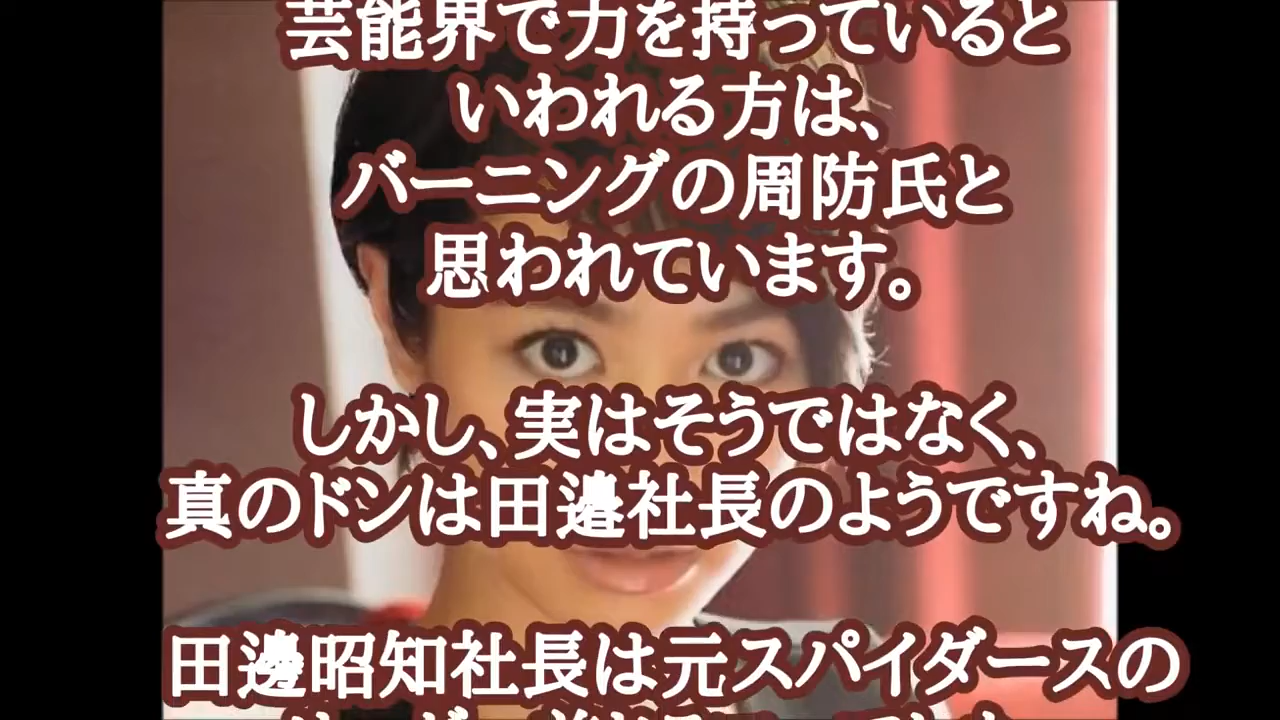 芸能界で力を持っていると
いわれる方は、
バーニングの周防氏と
思われています。
しかし、実はそうではなく、
真のドンは田邊社長のようですね。
田邊昭知社長は元スパイダースの